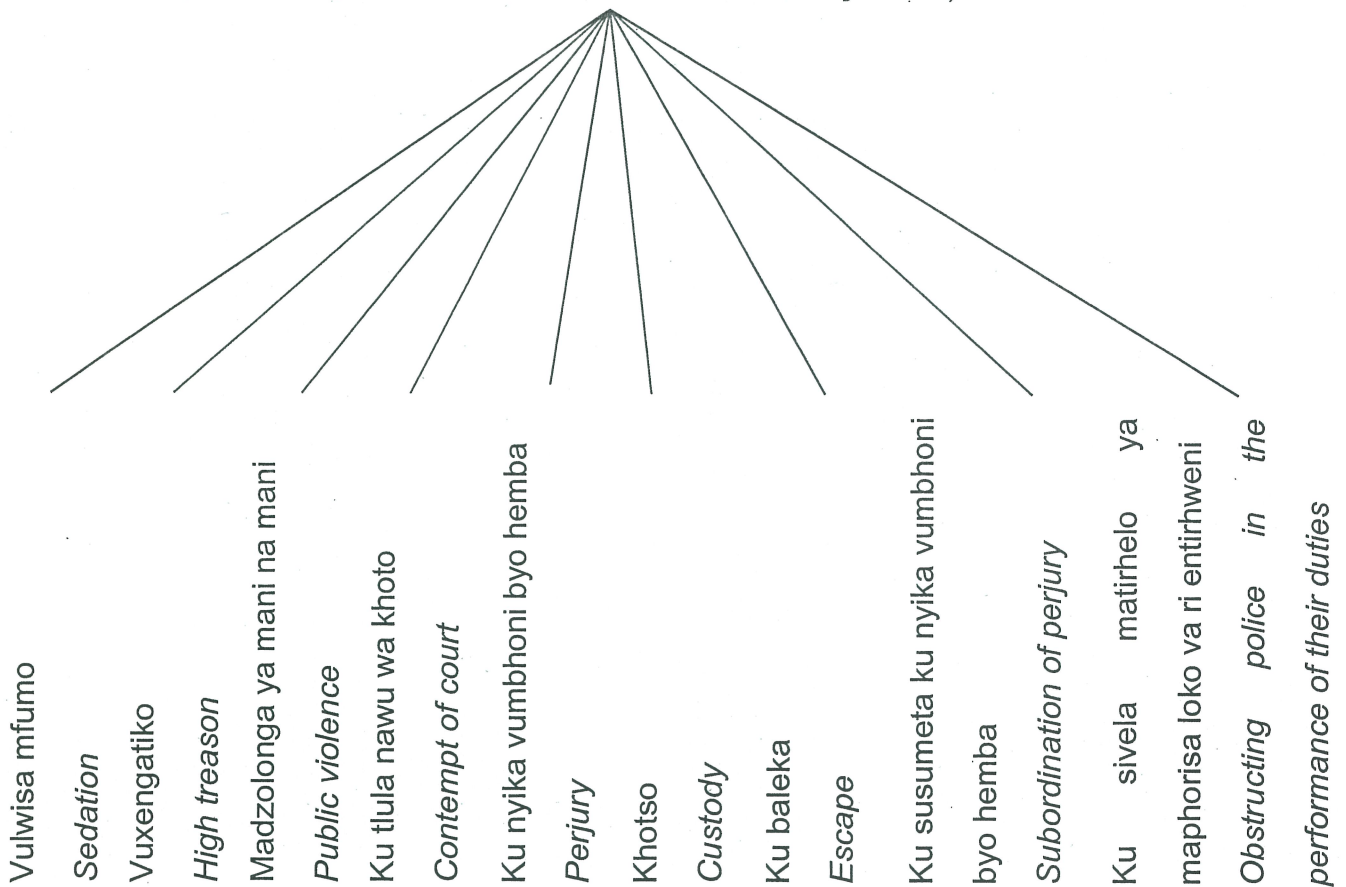 Vulwisa mfumo
Sedation
Vuxengatiko
High treason
Madzolonga ya mani na mani
Public violence
Ku tlula nawu wa khoto
Contempt of court
Ku nyika vumbhoni byo hemba
Perjury
Khotso
Custody
Ku baleka
Escape
Ku susumeta ku nyika vumbhoni
byo hemba
Subordination of perjury
Ku sivela matirhelo ya
maphorisa loko va ri entirhweni
Obstructing police in the
performance of their duties